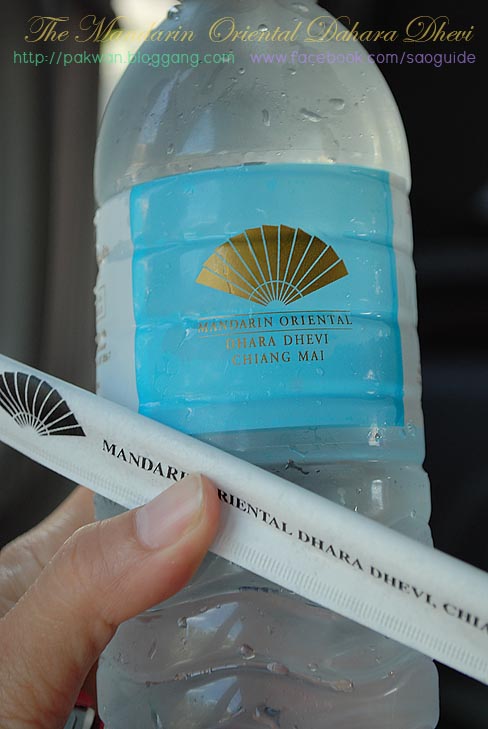 The Mandarin Oriental Dahara Dhevi
http://pakwan.bloggang.com www.facebook.com/saoguide
MANDARIN ORIENTAL
DHARA DHEVI
CHIANG MAI
MANDARIN ORIENTAL DHARA DHEVI, CHIA